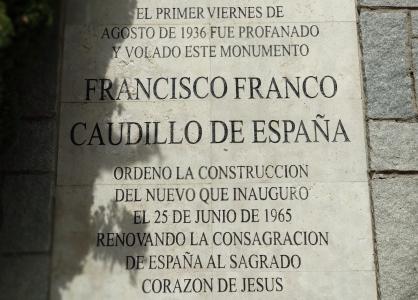 EL PRIMER VIERNES DE
AGOSTO DE 1936 FUE PROFANADO
Y VOLADO ESTE MONUMENTO
FRANCISCO FRANCO
CAUDILLO DE ESPAÑA
ORDENO LA CONSTRUCCION
DEL NUEVO QUE INAUGURO
EL 25 DE JUNIO DE 1965
RENOVANDO LA CONSAGRACION
DE ESPAÑA AL SAGRADO
CORAZON DE JESUS